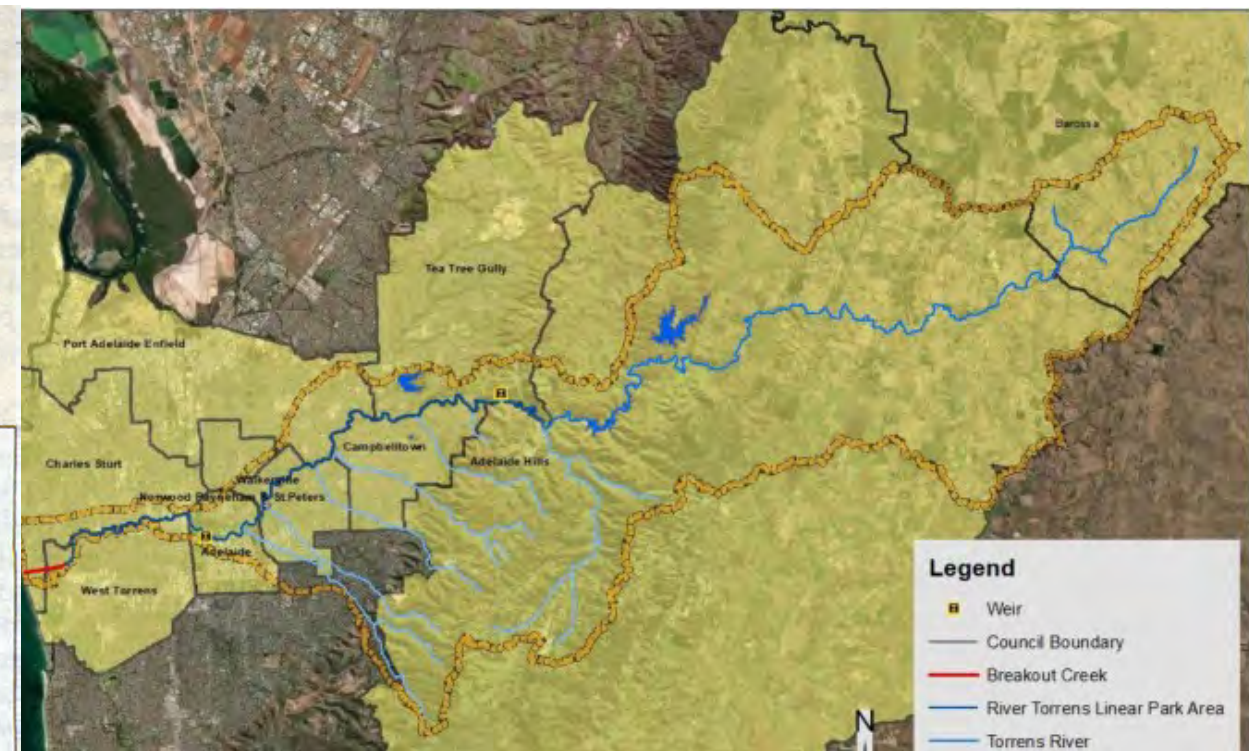 Barossa
Tea Tree Gully
Port Adelaide Enfield
Campbelltown
Charles Sturt
Adelaide Hills
Walkerville
Norwood Payneham & St Peters
Adelaide
West Torrens
Legend
Weir
Council Boundary
Breakout Creek
River Torrens Linear Park Area
Torrens River
N